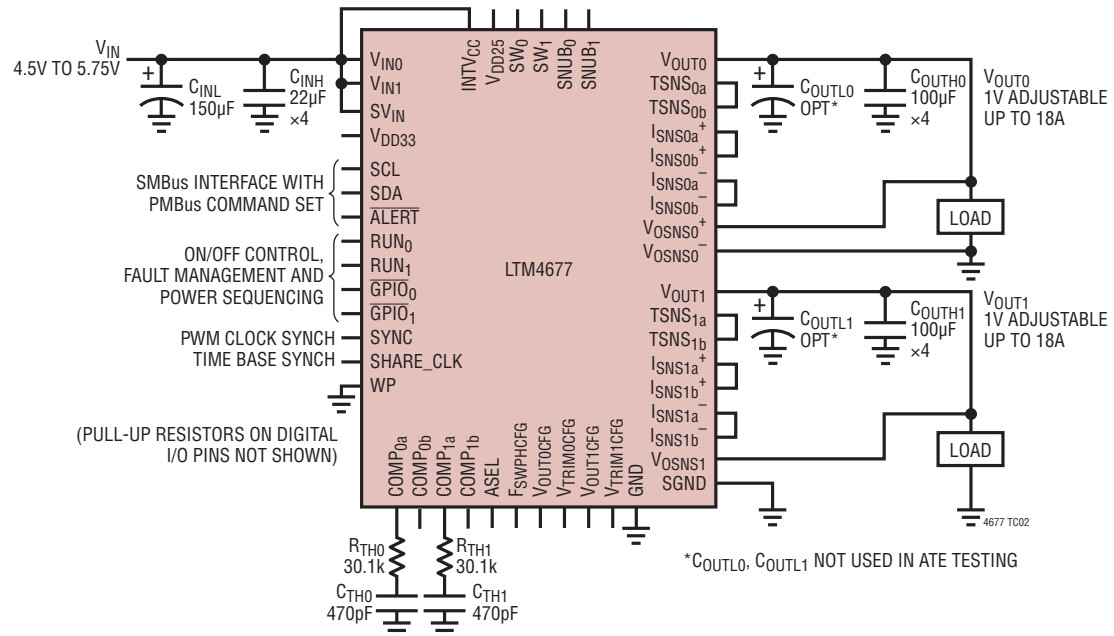 V_IN
4.5V TO 5.75V
+
C_INL
150µF
C_INH
22µF
×4
INTV_CC
V_DD25
SW_0
SW_1
SNUB_0
SNUB_1
V_IN0
V_IN1
SV_IN
V_DD33
SCL
SDA
ALERT
RUN_0
RUN_1
GPIO_0
GPIO_1
SYNC
SHARE_CLK
WP
SMBus INTERFACE WITH
PMBus COMMAND SET
ON/OFF CONTROL,
FAULT MANAGEMENT AND
POWER SEQUENCING
PWM CLOCK SYNCH
TIME BASE SYNCH
(PULL-UP RESISTORS ON DIGITAL
I/O PINS NOT SHOWN)
LTM4677
V_OUT0
TSNS_0a
TSNS_0b
I_SNS0a+
I_SNS0b+
I_SNS0a–
I_SNS0b–
V_OSNS0+
V_OSNS0–
V_OUT1
TSNS_1a
TSNS_1b
I_SNS1a+
I_SNS1b+
I_SNS1a–
I_SNS1b–
V_OSNS1
SGND
+
C_OUTL0
OPT*
C_OUTH0
100µF
×4
V_OUT0
1V ADJUSTABLE
UP TO 18A
LOAD
+
C_OUTL1
OPT*
C_OUTH1
100µF
×4
V_OUT1
1V ADJUSTABLE
UP TO 18A
LOAD
4677 TC02
COMP_0a
COMP_0b
COMP_1a
COMP_1b
ASEL
F_SWPHCFG
V_OUT0CFG
V_TRIM0CFG
V_OUT1CFG
V_TRIM1CFG
GND
R_TH0
30.1k
R_TH1
30.1k
C_TH0
470pF
C_TH1
470pF
*C_OUTL0, C_OUTL1 NOT USED IN ATE TESTING